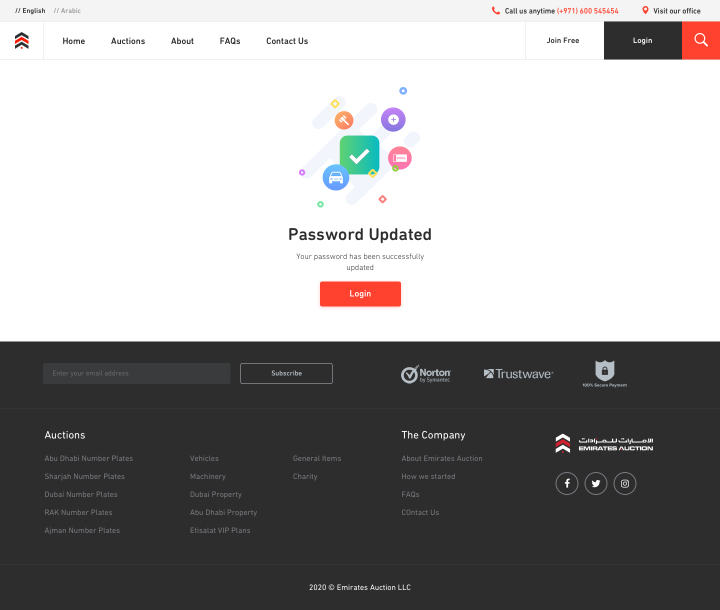 // English // Arabic
Call us anytime (+971) 600 545454
Visit our office
Home Auctions About FAQs Contact Us
Join Free
Login
Password Updated
Your password has been successfully
updated
Login
Enter your email address
Subscribe
Norton
by Symantec
Trustwave
100% Secure Payment
Auctions
Abu Dhabi Number Plates
Sharjah Number Plates
Dubai Number Plates
RAK Number Plates
Ajman Number Plates
Vehicles
Machinery
Dubai Property
Abu Dhabi Property
Etisalat VIP Plans
General Items
Charity
The Company
About Emirates Auction
How we started
FAQs
COntact Us
الامارات للمزادات
EMIRATES AUCTION
2020 © Emirates Auction LLC